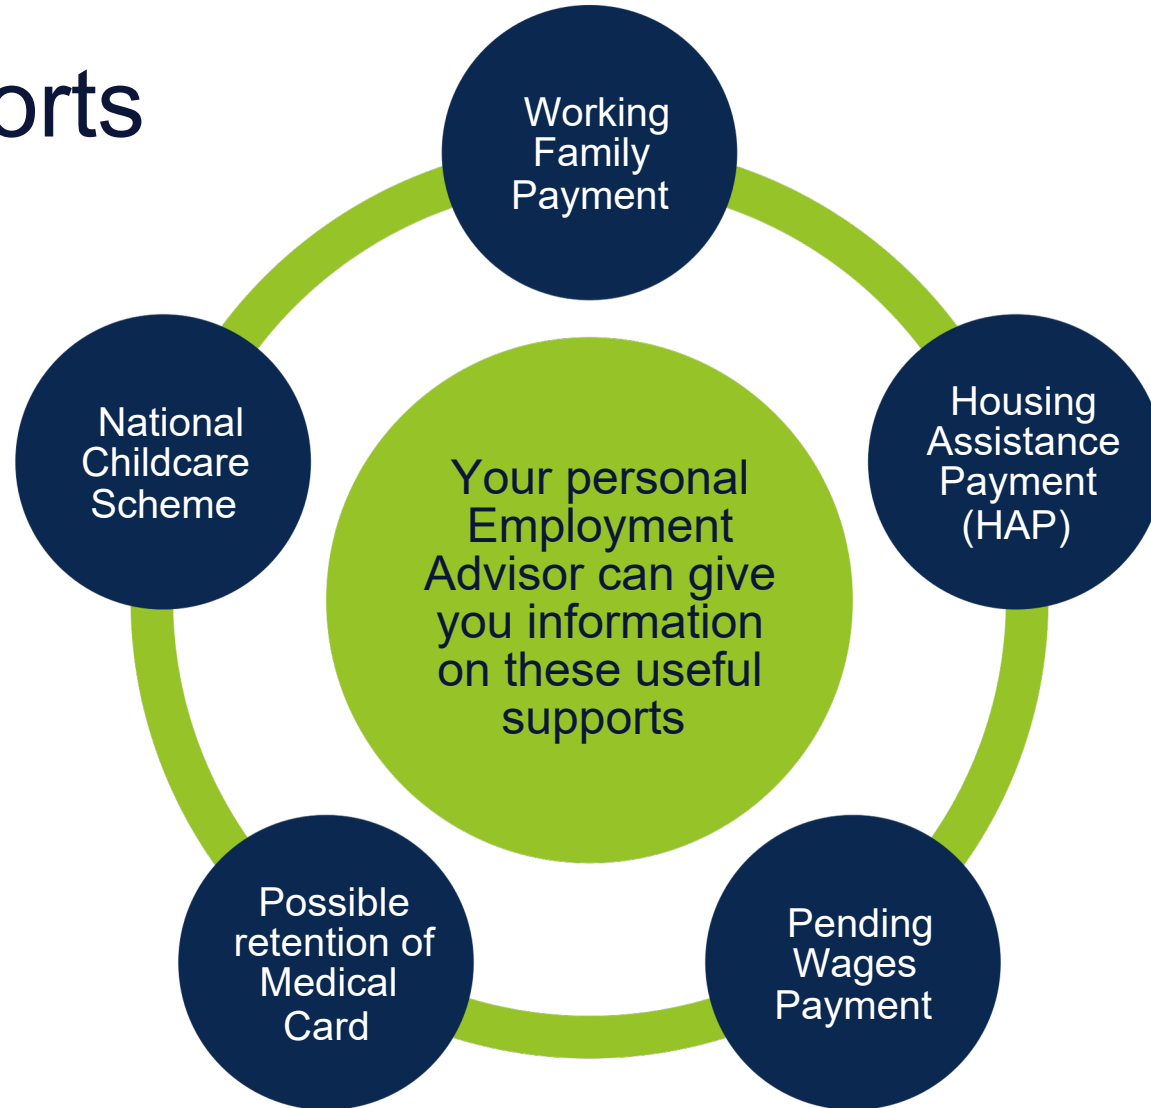 orts
Working
Family
Payment
Housing
Assistance
Payment
(HAP)
Pending
Wages
Payment
Possible
retention of
Medical
Card
National
Childcare
Scheme
Your personal
Employment
Advisor can give
you information
on these useful
supports